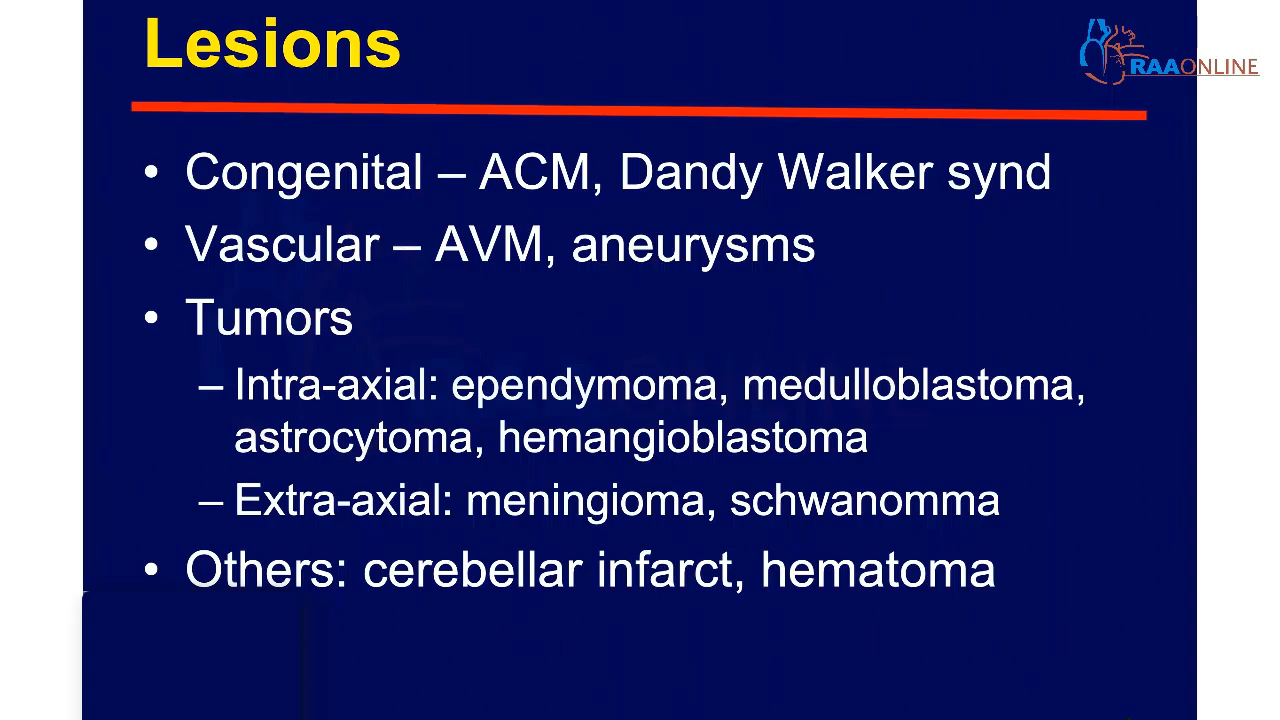 Lesions
RAAONLINE
• Congenital – ACM, Dandy Walker synd
• Vascular – AVM, aneurysms
• Tumors
– Intra-axial: ependymoma, medulloblastoma,
astrocytoma, hemangioblastoma
– Extra-axial: meningioma, schwanomma
• Others: cerebellar infarct, hematoma